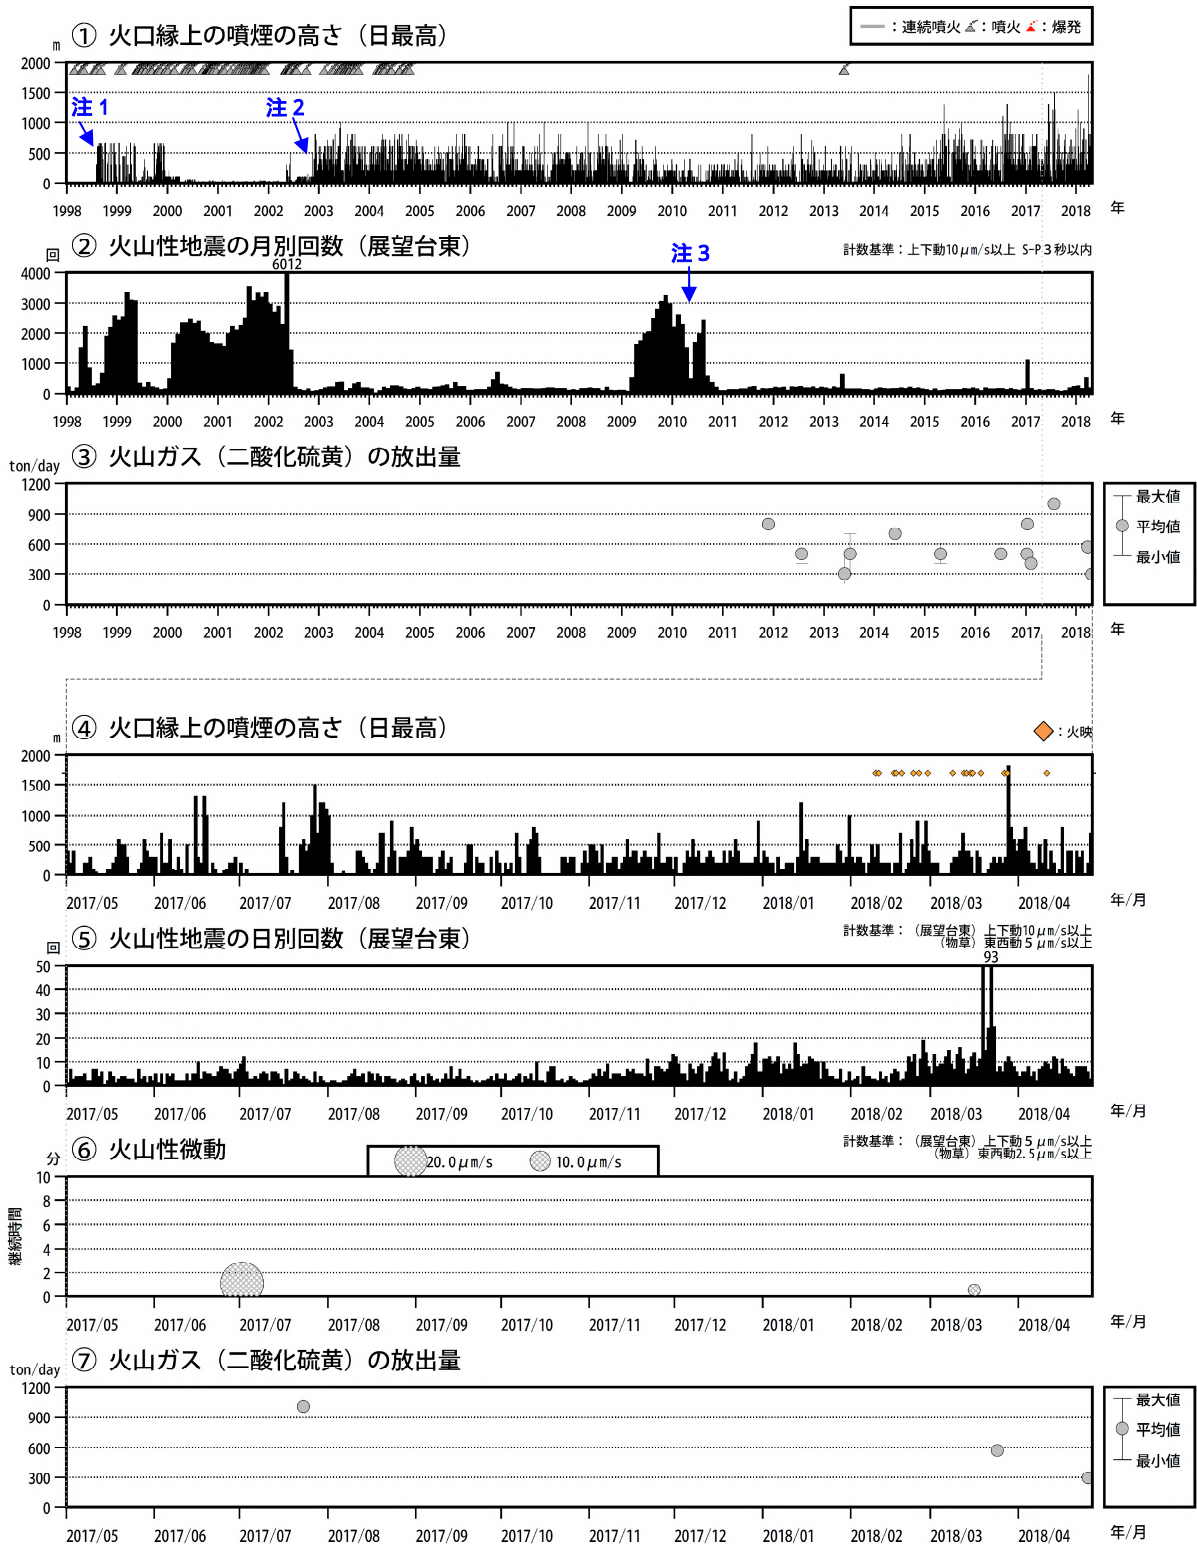 ① 火口縁上の噴煙の高さ（日最高）
：連続噴火 ：噴火 ：爆発
m
2000
1500
1000
500
0
注1
注2
1998 1999 2000 2001 2002 2003 2004 2005 2006 2007 2008 2009 2010 2011 2012 2013 2014 2015 2016 2017 2018 年
② 火山性地震の月別回数（展望台東）
計数基準：上下動10μm/s以上 S-P3秒以内
回
6012
注3
4000
3000
2000
1000
0
1998 1999 2000 2001 2002 2003 2004 2005 2006 2007 2008 2009 2010 2011 2012 2013 2014 2015 2016 2017 2018 年
③ 火山ガス（二酸化硫黄）の放出量
ton/day
1200
900
600
300
0
最大値
平均値
最小値
1998 1999 2000 2001 2002 2003 2004 2005 2006 2007 2008 2009 2010 2011 2012 2013 2014 2015 2016 2017 2018 年
④ 火口縁上の噴煙の高さ（日最高）
：火映
m
2000
1500
1000
500
0
2017/05 2017/06 2017/07 2017/08 2017/09 2017/10 2017/11 2017/12 2018/01 2018/02 2018/03 2018/04 年/月
⑤ 火山性地震の日別回数（展望台東）
計数基準：（展望台東）上下動10μm/s以上
（物草）東西動5μm/s以上
回
93
50
40
30
20
10
0
2017/05 2017/06 2017/07 2017/08 2017/09 2017/10 2017/11 2017/12 2018/01 2018/02 2018/03 2018/04 年/月
⑥ 火山性微動
計数基準：（展望台東）上下動5μm/s以上
（物草）東西動2.5μm/s以上
20.0μm/s 10.0μm/s
分
継続時間
10
8
6
4
2
0
2017/05 2017/06 2017/07 2017/08 2017/09 2017/10 2017/11 2017/12 2018/01 2018/02 2018/03 2018/04 年/月
⑦ 火山ガス（二酸化硫黄）の放出量
ton/day
1200
900
600
300
0
最大値
平均値
最小値
2017/05 2017/06 2017/07 2017/08 2017/09 2017/10 2017/11 2017/12 2018/01 2018/02 2018/03 2018/04 年/月